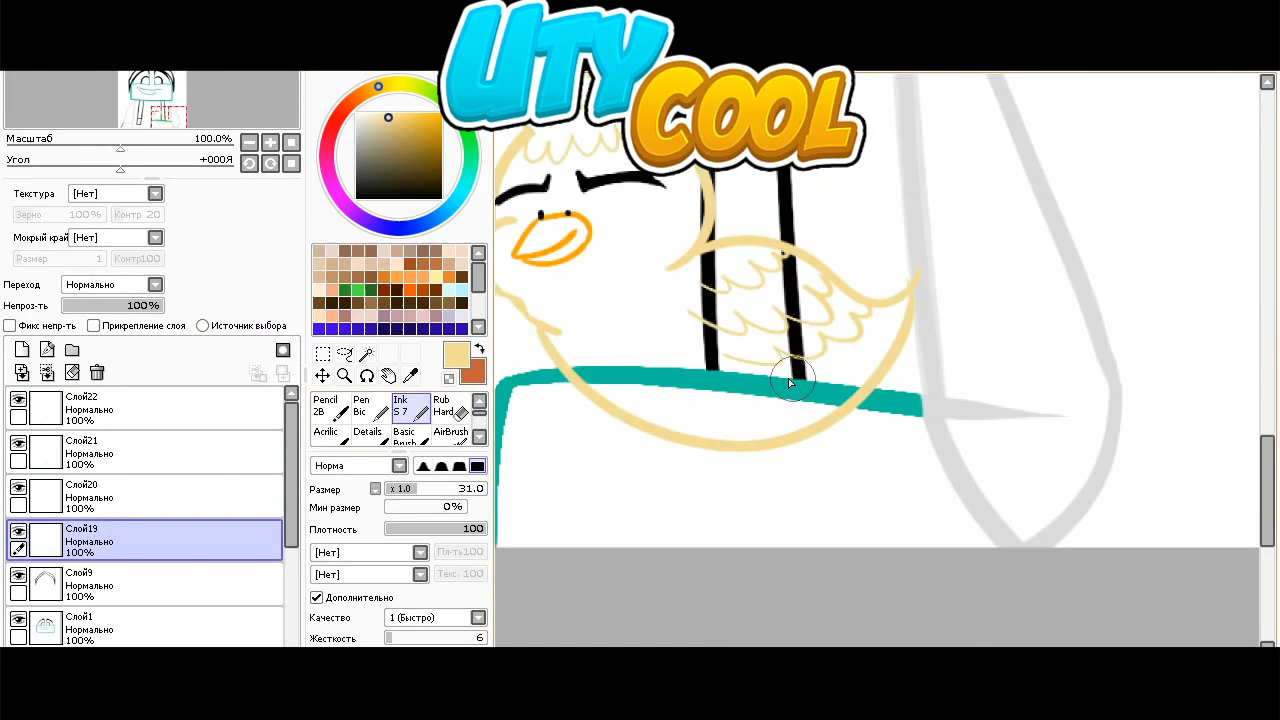 UTY
COOL
Масштаб 100.0%
Угол +000Я
Текстура [Нет]
Зерно 100% Контр 20
Мокрый край [Нет]
Размер 1 Контр100
Переход Нормально
Непроз-ть 100%
Фикс непр-ть Прикрепление слоя Источник выбора
Слой22
Нормально
100%
Слой21
Нормально
100%
Слой20
Нормально
100%
Слой19
Нормально
100%
Слой9
Нормально
100%
Слой1
Нормально
100%
Pencil Pen Ink Rub
2B Bic S 7 Hard
Acrilic Details Basic AirBrush
Brush
Норма
Размер x 1.0 31.0
Мин размер 0%
Плотность 100
[Нет] Пл-ть100
[Нет] Текс. 100
Дополнительно
Качество 1 (Быстро)
Жесткость 6